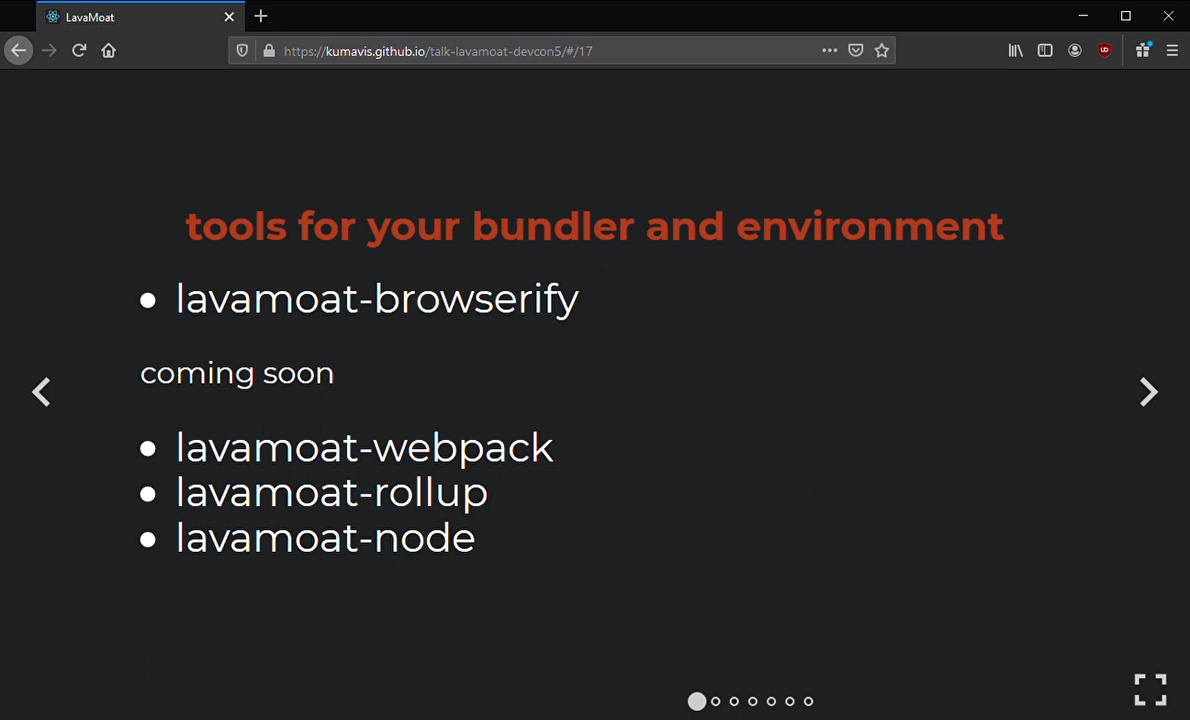 LavaMoat
https://kumavis.github.io/talk-lavamoat-devcon5/#/17
tools for your bundler and environment
lavamoat-browserify
coming soon
lavamoat-webpack
lavamoat-rollup
lavamoat-node